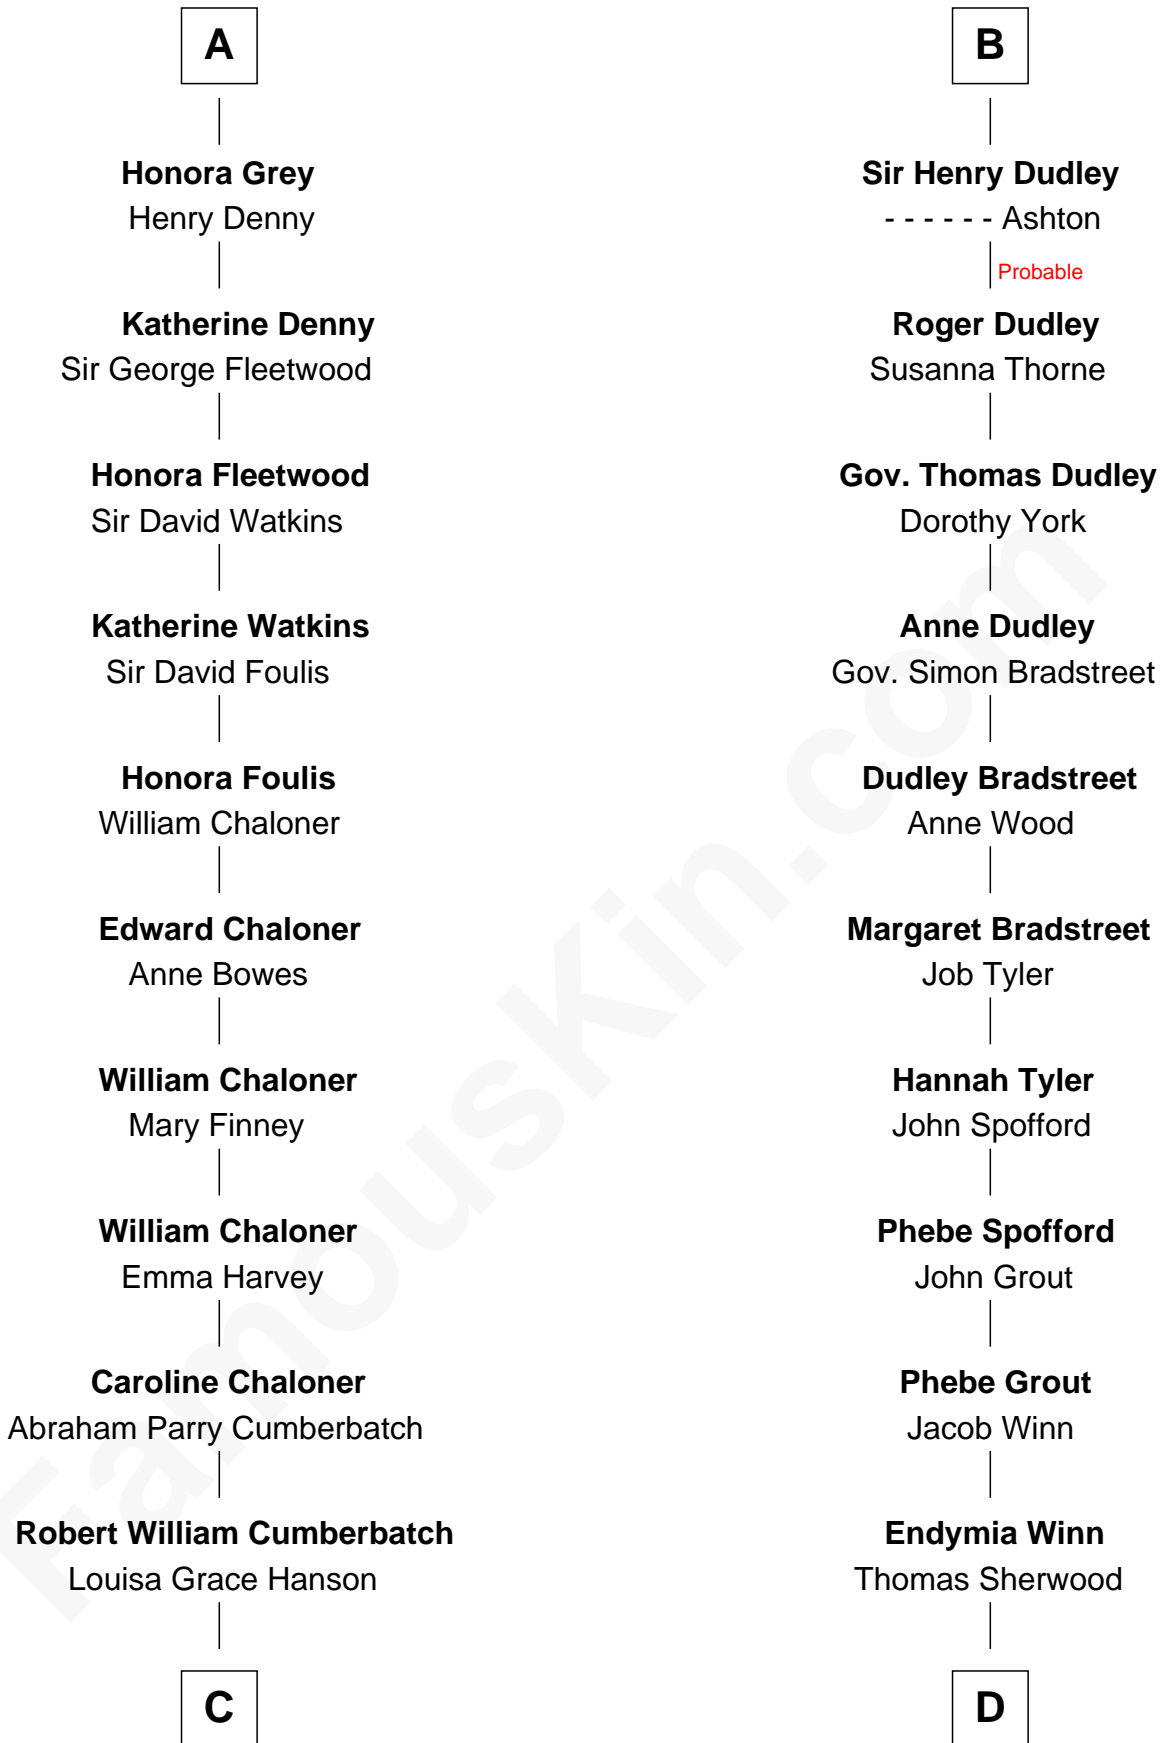 A
Honora Grey
Henry Denny
Katherine Denny
Sir George Fleetwood
Honora Fleetwood
Sir David Watkins
Katherine Watkins
Sir David Foulis
Honora Foulis
William Chaloner
Edward Chaloner
Anne Bowes
William Chaloner
Mary Finney
William Chaloner
Emma Harvey
Caroline Chaloner
Abraham Parry Cumberbatch
Robert William Cumberbatch
Louisa Grace Hanson
C
B
Sir Henry Dudley
- - - - - - Ashton
Probable
Roger Dudley
Susanna Thorne
Gov. Thomas Dudley
Dorothy York
Anne Dudley
Gov. Simon Bradstreet
Dudley Bradstreet
Anne Wood
Margaret Bradstreet
Job Tyler
Hannah Tyler
John Spofford
Phebe Spofford
John Grout
Phebe Grout
Jacob Winn
Endymia Winn
Thomas Sherwood
D
FamousKin.com